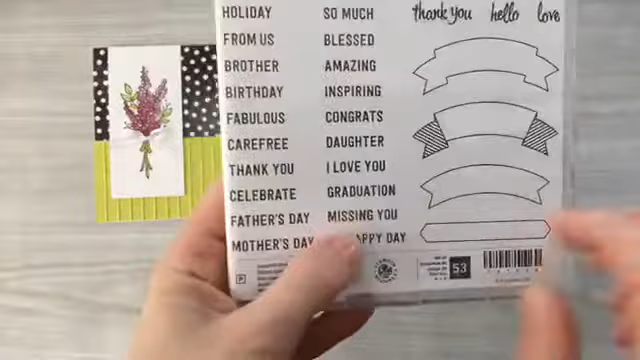 HOLIDAY
FROM US
BROTHER
BIRTHDAY
FABULOUS
CAREFREE
THANK YOU
CELEBRATE
FATHER'S DAY
MOTHER'S DAY
SO MUCH
BLESSED
AMAZING
INSPIRING
CONGRATS
DAUGHTER
I LOVE YOU
GRADUATION
MISSING YOU
APPY DAY
thank you hello love
53